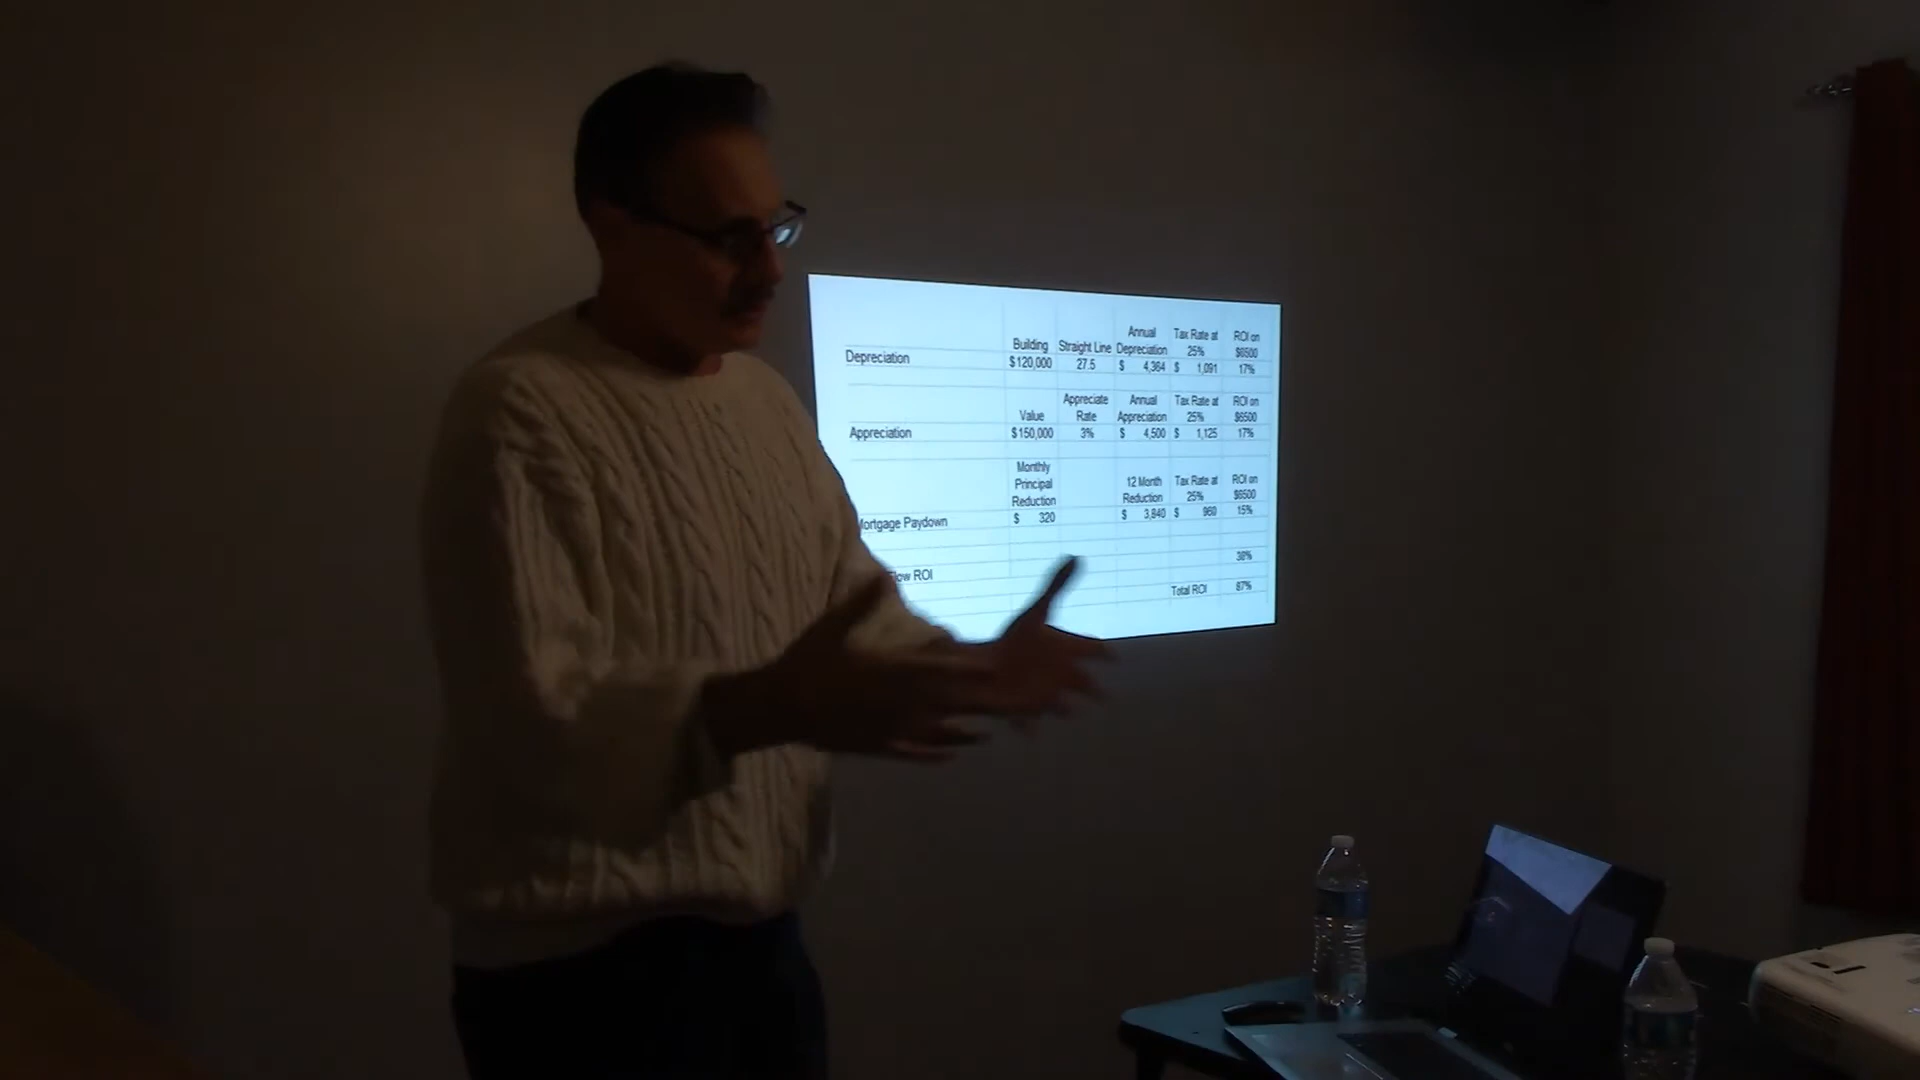 Annual Tax Rate at ROI on
Building Straight Line Depreciation 25% $6500
Depreciation $120,000 27.5 $ 4,364 $ 1,091 17%
Appreciate Annual Tax Rate at ROI on
Value Rate Appreciation 25% $6500
Appreciation $150,000 3% $ 4,500 $ 1,125 17%
Monthly
Principal 12 Month Tax Rate at ROI on
Reduction Reduction 25% $6500
Mortgage Paydown $ 320 $ 3,840 $ 960 15%
Flow ROI 38%
Total ROI 87%